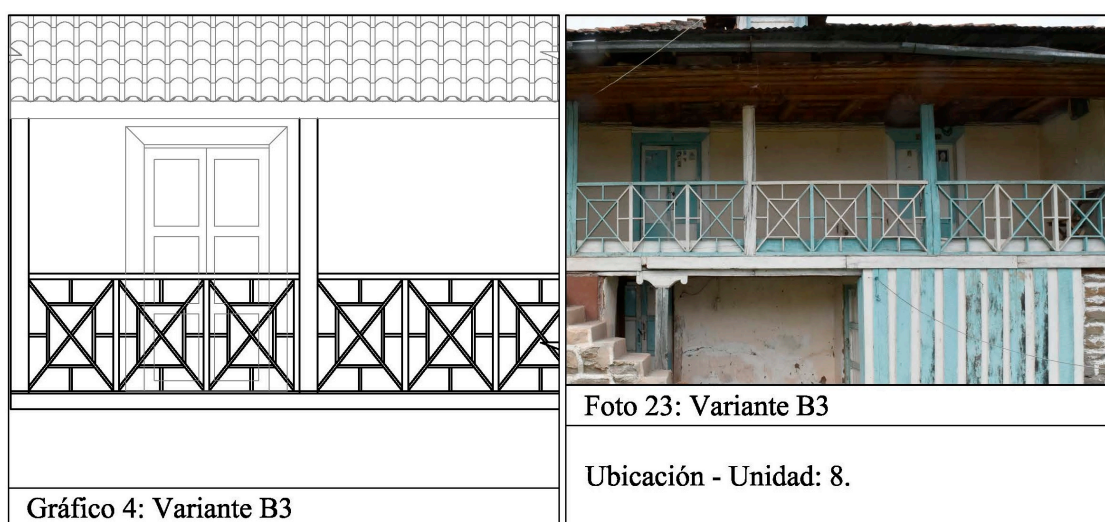 Gráfico 4: Variante B3
Foto 23: Variante B3
Ubicación - Unidad: 8.